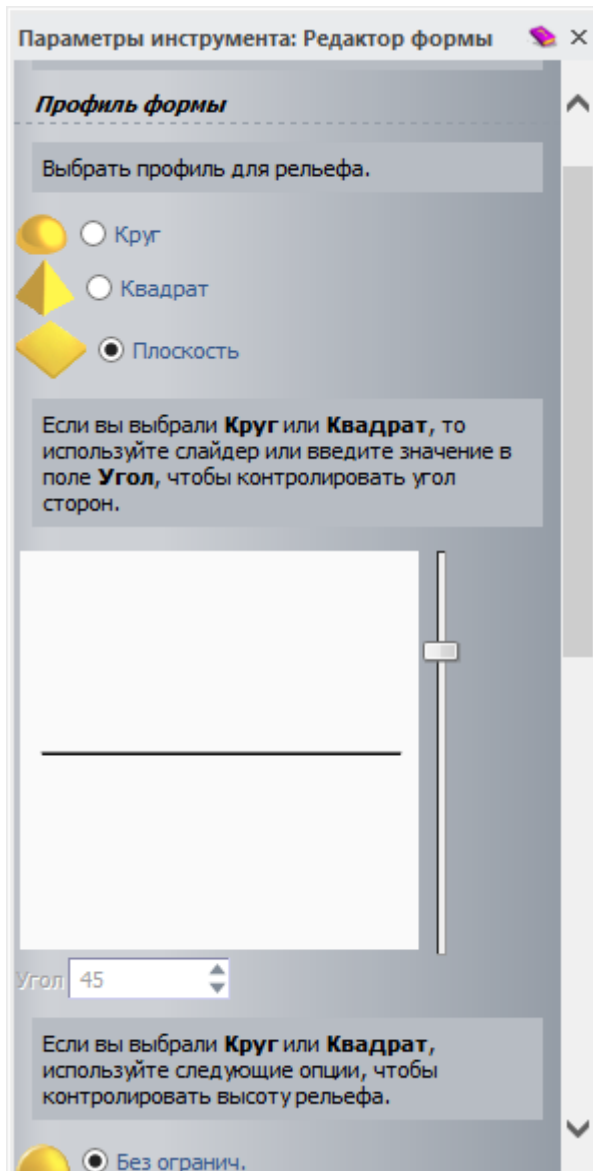 Параметры инструмента: Редактор формы
Профиль формы
Выбрать профиль для рельефа.
Круг
Квадрат
Плоскость
Если вы выбрали Круг или Квадрат, то
используйте слайдер или введите значение в
поле Угол, чтобы контролировать угол
сторон.
Угол 45
Если вы выбрали Круг или Квадрат,
используйте следующие опции, чтобы
контролировать высоту рельефа.
Без огранич.